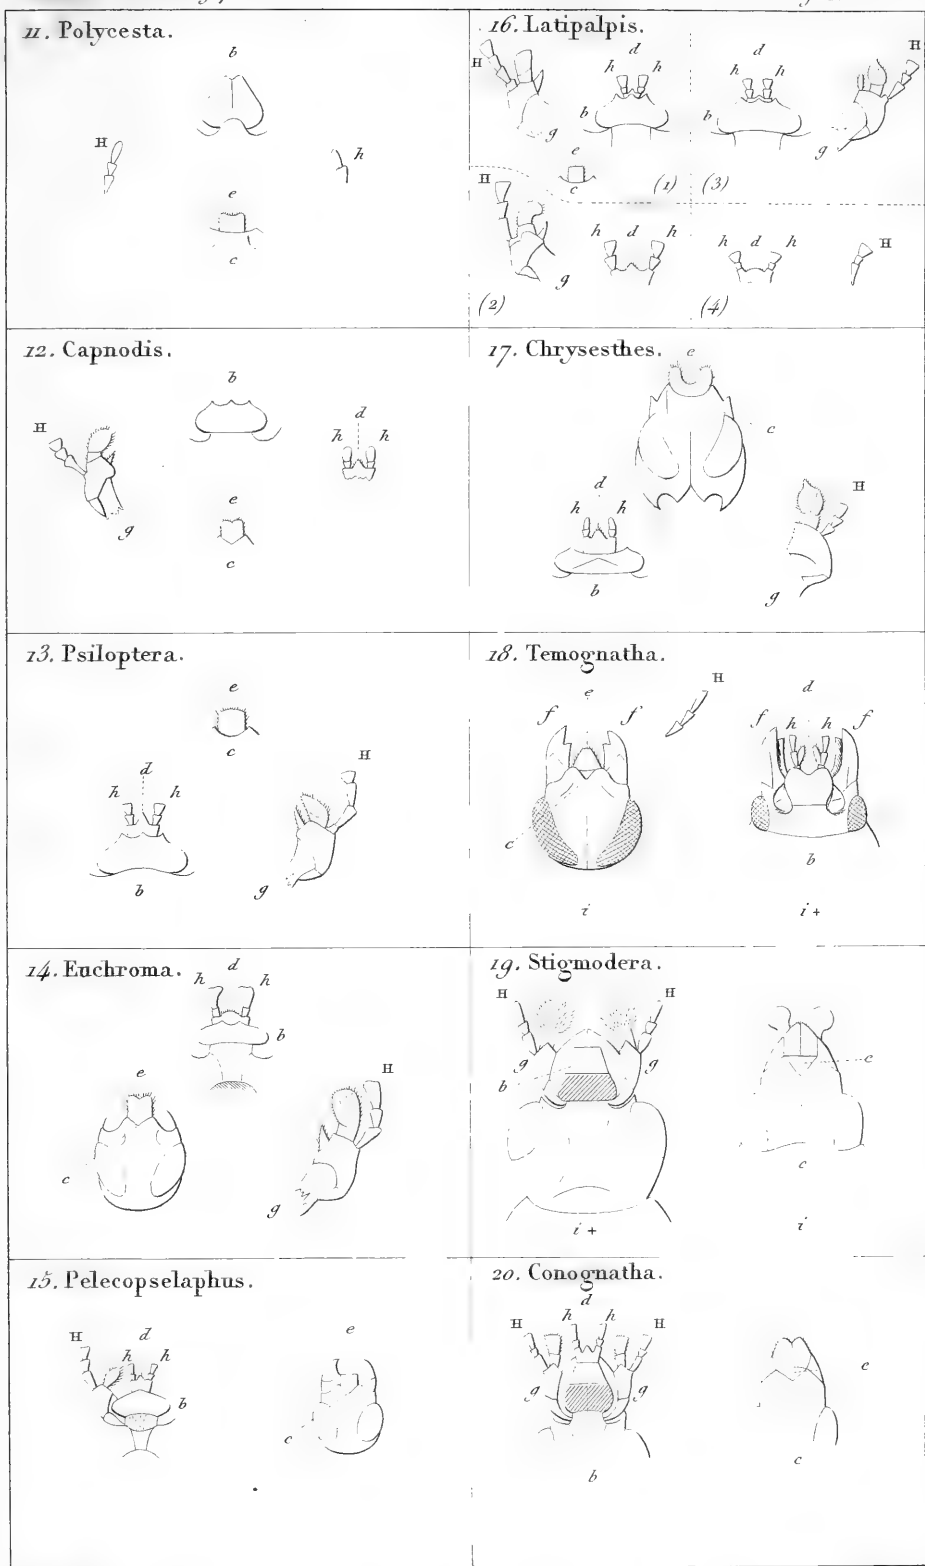 11. Polycesta.
b
H
h
e
c
12. Capnodis.
b
H
d
h h
g
e
c
13. Psiloptera.
e
c
d
h h
H
b
g
14. Euchroma.
d
h h
b
e
H
c
g
15. Pelecopselaphus.
H d e
h h
b
c
16. Latipalpis.
H d d H
h h h h
b g b g
e
H c (1) (3)
h d h h d h H
g
(2) (4)
17. Chrysesthes.
e
c
d
h h
H
g
b
18. Temognatha.
H
e d
f f f h h f
c
b
i i+
19. Stigmodera.
H H
g g
b c
c
i+ i
20. Conognatha.
d
H h h H
e
g g
b c